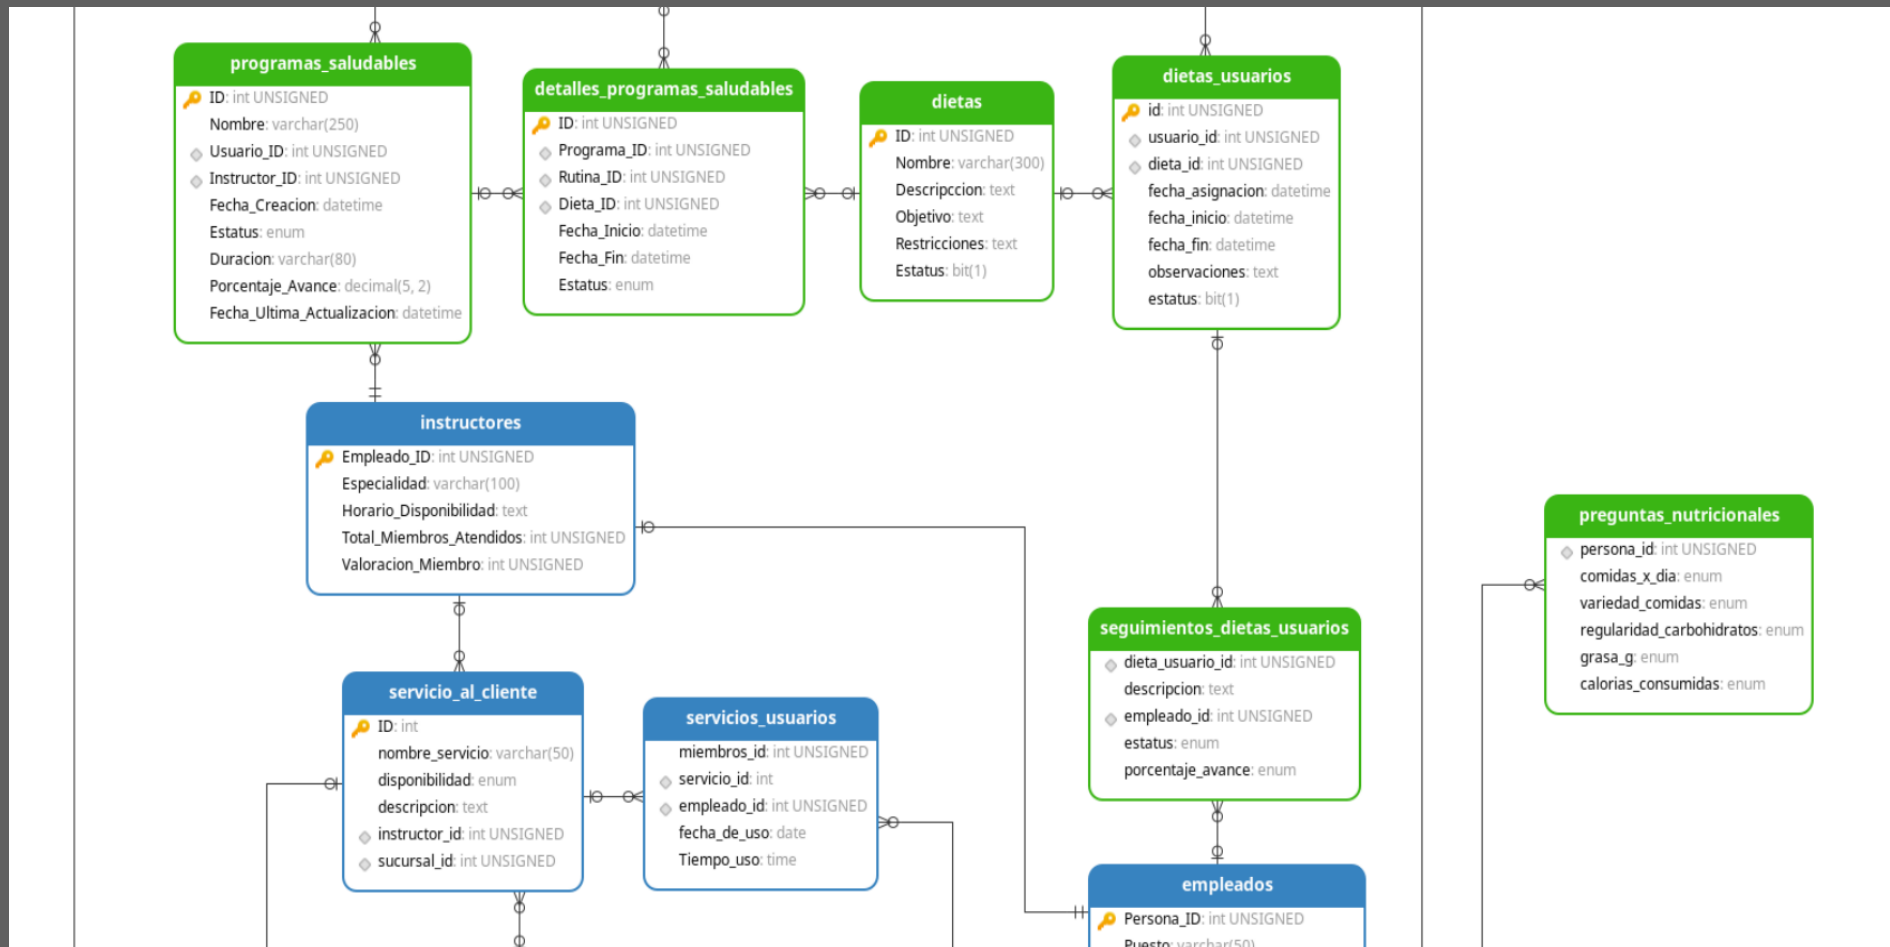 programas_saludables
ID: int UNSIGNED
Nombre: varchar(250)
Usuario_ID: int UNSIGNED
Instructor_ID: int UNSIGNED
Fecha_Creacion: datetime
Estatus: enum
Duracion: varchar(80)
Porcentaje_Avance: decimal(5, 2)
Fecha_Ultima_Actualizacion: datetime
detalles_programas_saludables
ID: int UNSIGNED
Programa_ID: int UNSIGNED
Rutina_ID: int UNSIGNED
Dieta_ID: int UNSIGNED
Fecha_Inicio: datetime
Fecha_Fin: datetime
Estatus: enum
dietas
ID: int UNSIGNED
Nombre: varchar(300)
Descripccion: text
Objetivo: text
Restricciones: text
Estatus: bit(1)
dietas_usuarios
id: int UNSIGNED
usuario_id: int UNSIGNED
dieta_id: int UNSIGNED
fecha_asignacion: datetime
fecha_inicio: datetime
fecha_fin: datetime
observaciones: text
estatus: bit(1)
instructores
Empleado_ID: int UNSIGNED
Especialidad: varchar(100)
Horario_Disponibilidad: text
Total_Miembros_Atendidos: int UNSIGNED
Valoracion_Miembro: int UNSIGNED
preguntas_nutricionales
persona_id: int UNSIGNED
comidas_x_dia: enum
variedad_comidas: enum
regularidad_carbohidratos: enum
grasa_g: enum
calorias_consumidas: enum
seguimientos_dietas_usuarios
dieta_usuario_id: int UNSIGNED
descripcion: text
empleado_id: int UNSIGNED
estatus: enum
porcentaje_avance: enum
servicio_al_cliente
ID: int
nombre_servicio: varchar(50)
disponibilidad: enum
descripcion: text
instructor_id: int UNSIGNED
sucursal_id: int UNSIGNED
servicios_usuarios
miembros_id: int UNSIGNED
servicio_id: int
empleado_id: int UNSIGNED
fecha_de_uso: date
Tiempo_uso: time
empleados
Persona_ID: int UNSIGNED
Puesto: varchar(50)